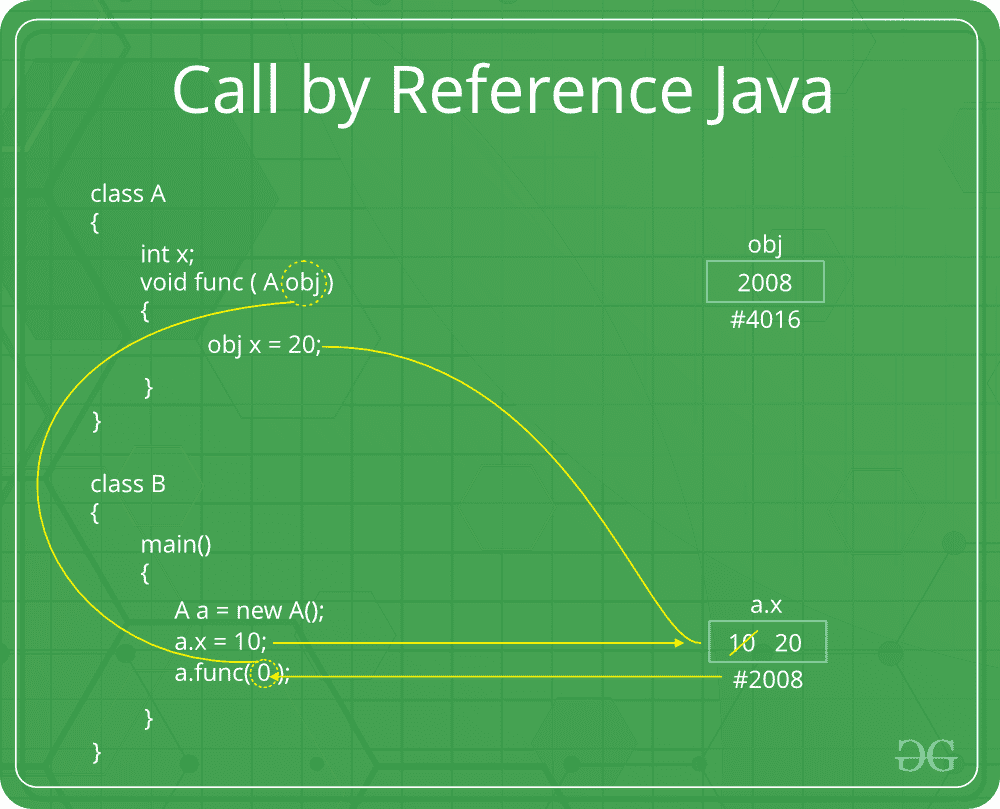 Call by Reference Java
class A
{
int x;
void func ( A obj )
{
obj x = 20;
}
}
class B
{
main()
{
A a = new A();
a.x = 10;
a.func( 0 );
}
}
obj
2008
#4016
a.x
10 20
#2008
GG